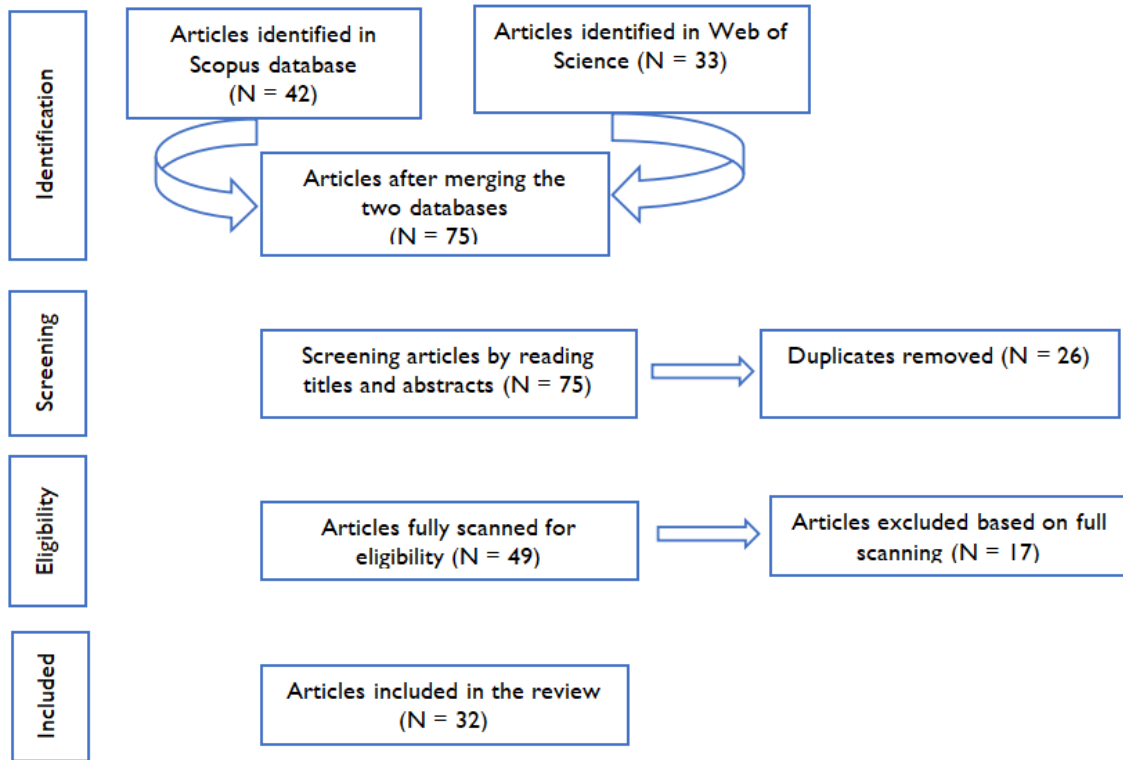 Identification
Articles identified in
Scopus database
(N = 42)
Articles identified in Web of
Science (N = 33)
Articles after merging the
two databases
(N = 75)
Screening
Screening articles by reading
titles and abstracts (N = 75)
Duplicates removed (N = 26)
Eligibility
Articles fully scanned for
eligibility (N = 49)
Articles excluded based on full
scanning (N = 17)
Included
Articles included in the review
(N = 32)